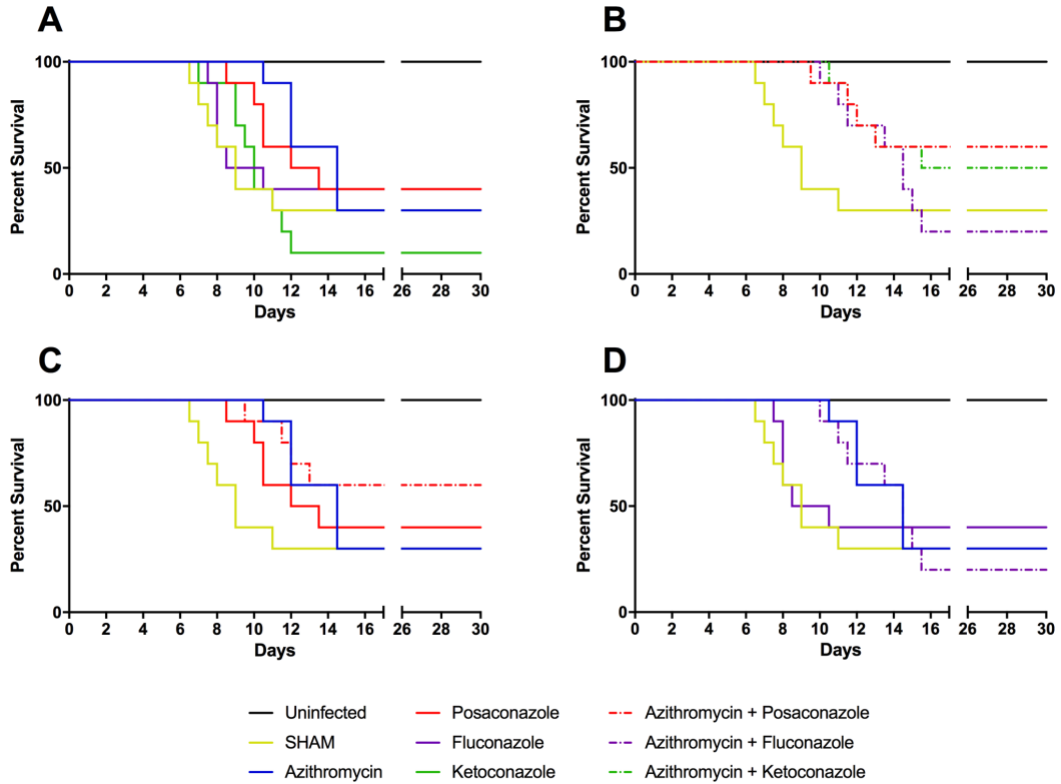 A
B
Percent Survival
100
50
0
0 2 4 6 8 10 12 14 16 26 28 30
Days
Percent Survival
100
50
0
0 2 4 6 8 10 12 14 16 26 28 30
Days
C
D
Percent Survival
100
50
0
0 2 4 6 8 10 12 14 16 26 28 30
Days
Percent Survival
100
50
0
0 2 4 6 8 10 12 14 16 26 28 30
Days
Uninfected
Posaconazole
Azithromycin + Posaconazole
SHAM
Fluconazole
Azithromycin + Fluconazole
Azithromycin
Ketoconazole
Azithromycin + Ketoconazole